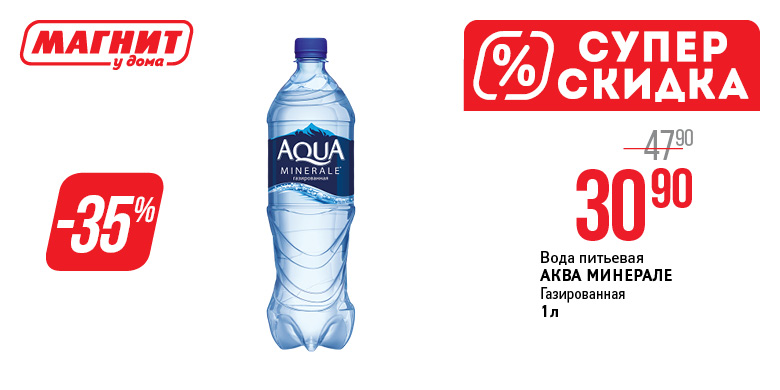 МАГНИТ
у дома
%
СУПЕР
СКИДКА
-35%
AQUA
MINERALE
газированная
47 90
30 90
Вода питьевая
АКВА МИНЕРАЛЕ
Газированная
1 л